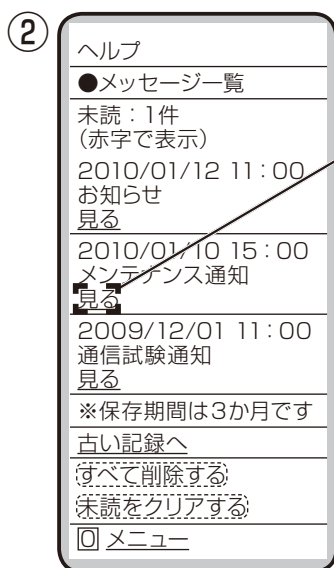 ②
ヘルプ
●メッセージ一覧
未読：1件
(赤字で表示)
2010/01/12 11：00
お知らせ
見る
2010/01/10 15：00
メンテナンス通知
見る
2009/12/01 11：00
通信試験通知
見る
※保存期間は3か月です
古い記録へ
すべて削除する
未読をクリアする
0 メニュー